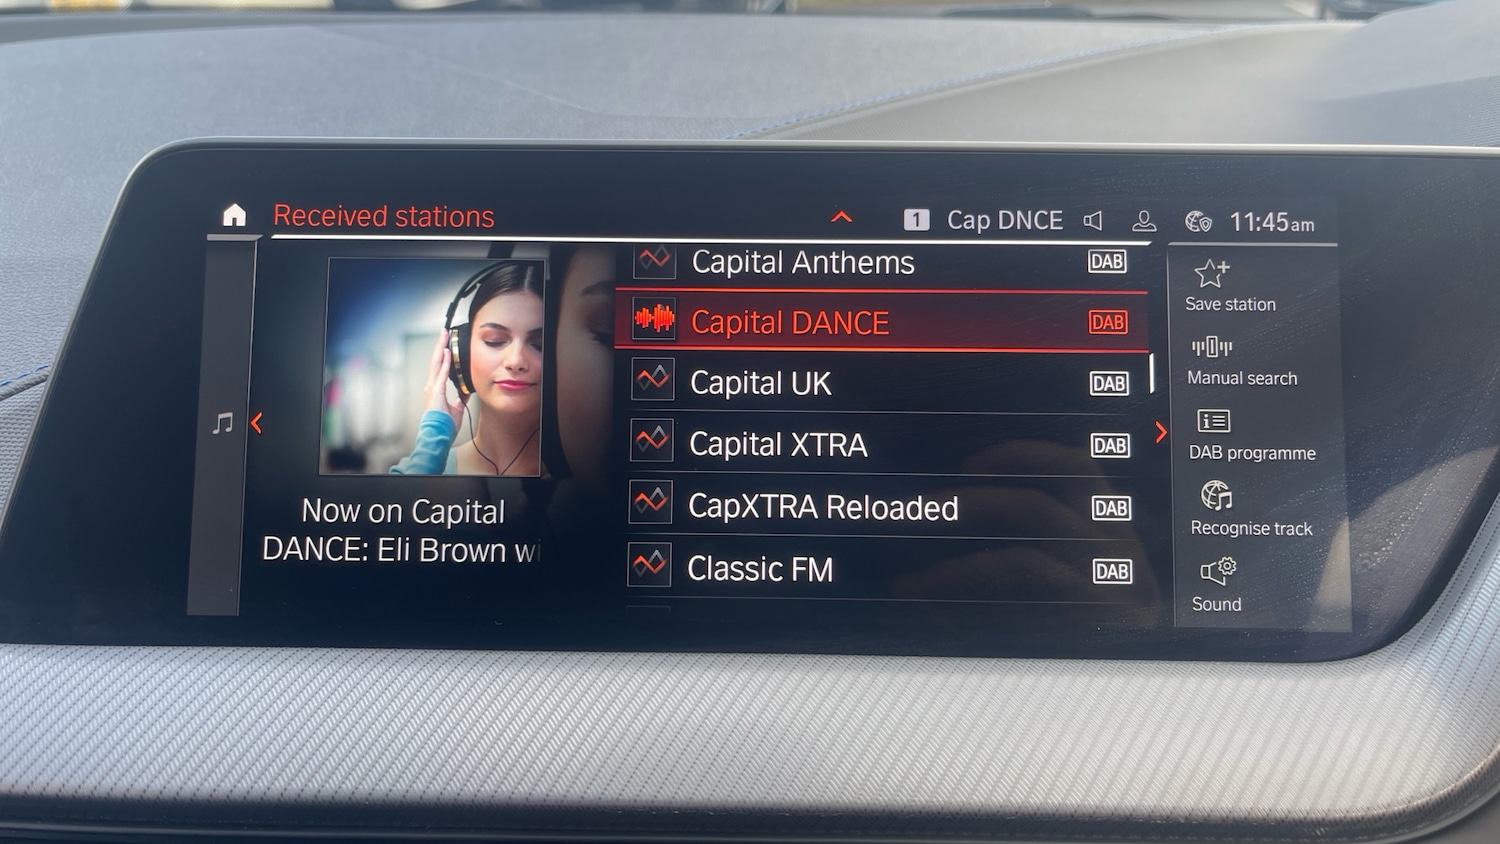 Received stations
1 Cap DNCE 11:45am
Capital Anthems DAB
Capital DANCE DAB
Capital UK DAB
Capital XTRA DAB
CapXTRA Reloaded DAB
Classic FM DAB
Now on Capital
DANCE: Eli Brown wi
Save station
Manual search
DAB programme
Recognise track
Sound